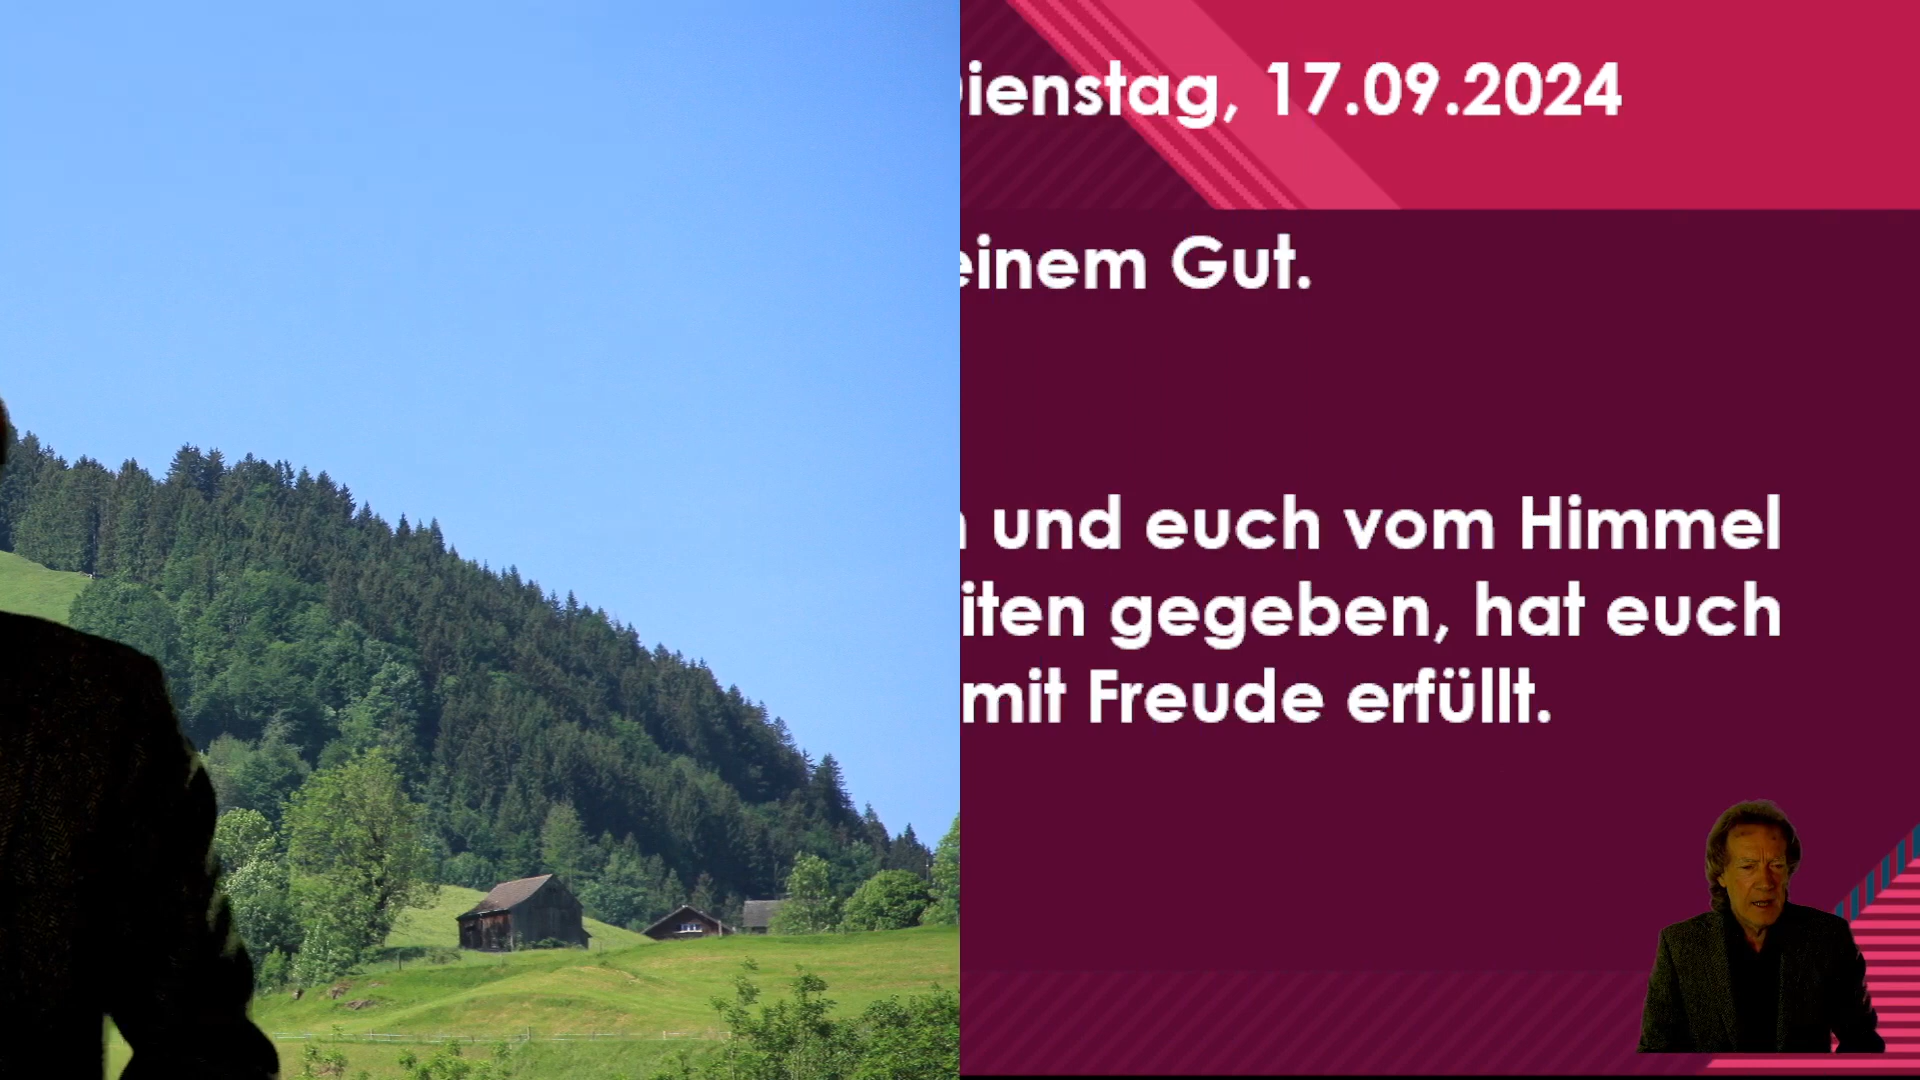 ienstag, 17.09.2024
einem Gut.
und euch vom Himmel
iten gegeben, hat euch
mit Freude erfüllt.